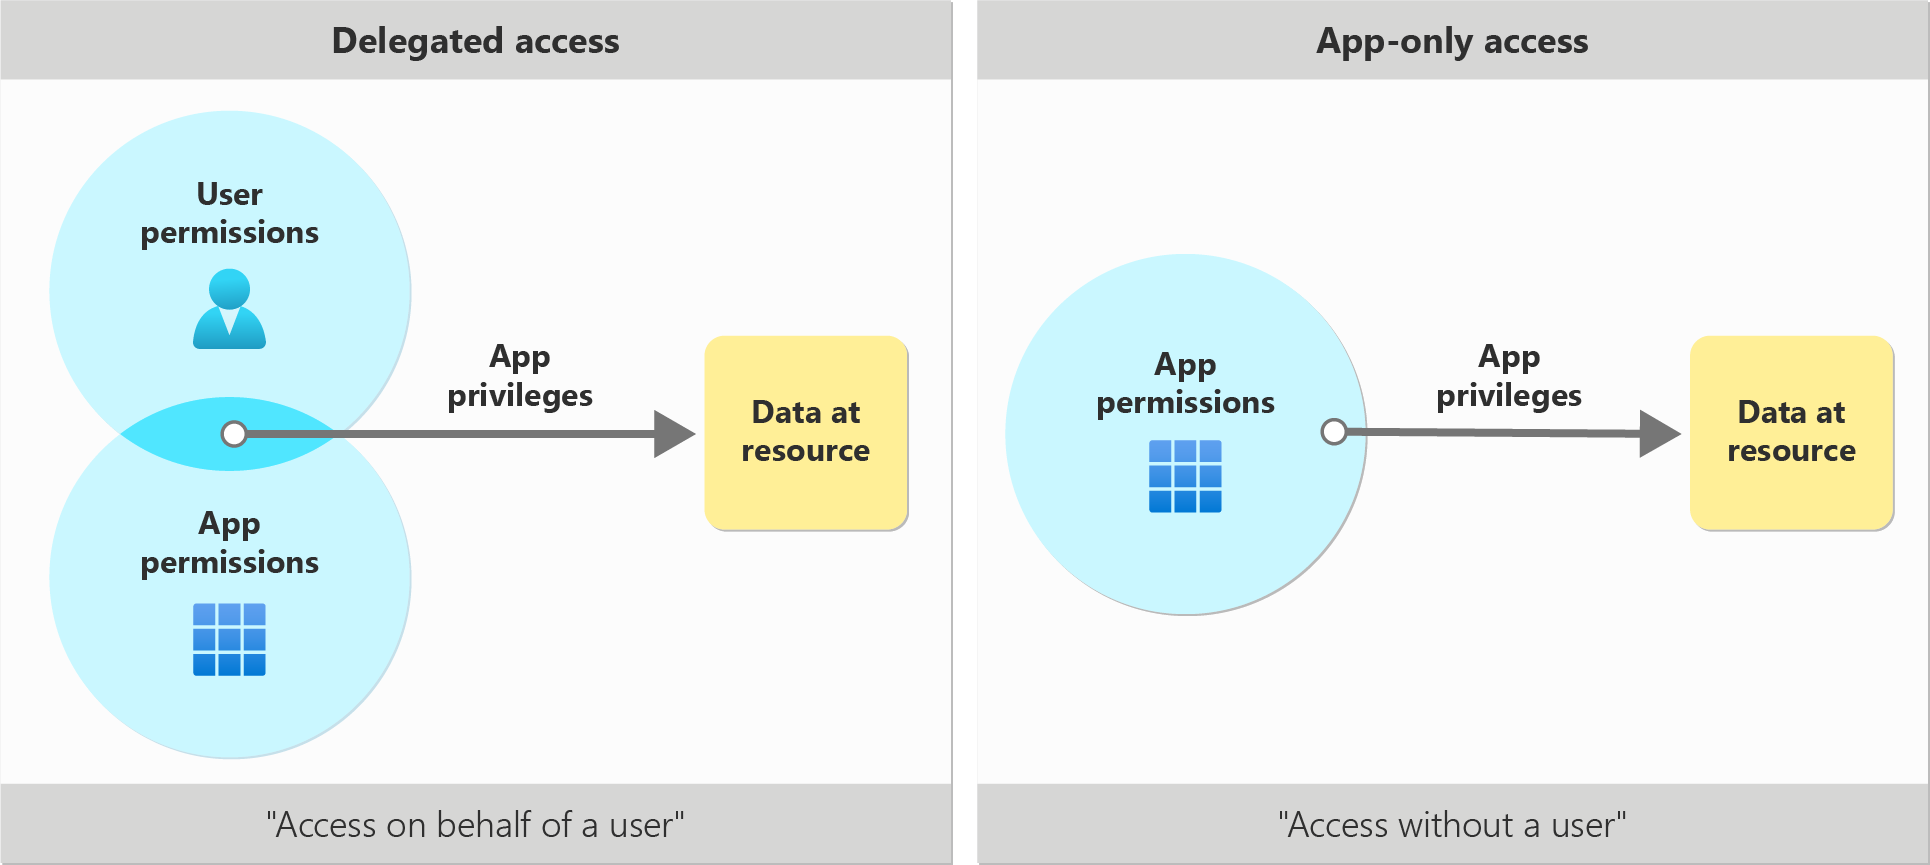 Delegated access
User
permissions
App
privileges
Data at
resource
App
permissions
"Access on behalf of a user"
App-only access
App
permissions
App
privileges
Data at
resource
"Access without a user"